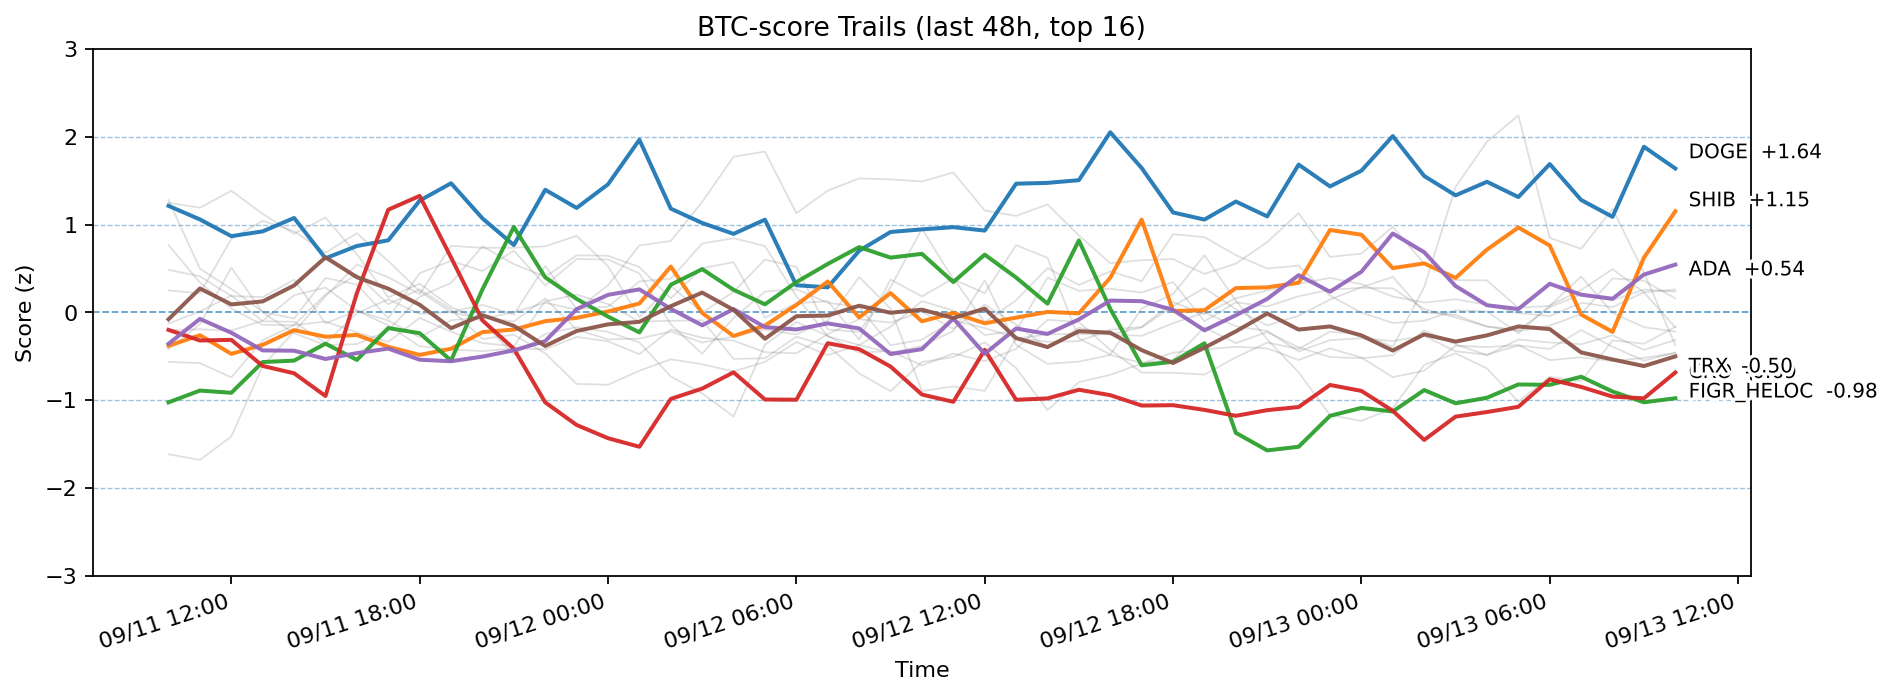 BTC-score Trails (last 48h, top 16)
Score (z)
3
2
1
0
−1
−2
−3
DOGE +1.64
SHIB +1.15
ADA +0.54
TRX -0.50
FIGR_HELOC -0.98
09/11 12:00
09/11 18:00
09/12 00:00
09/12 06:00
09/12 12:00
09/12 18:00
09/13 00:00
09/13 06:00
09/13 12:00
Time